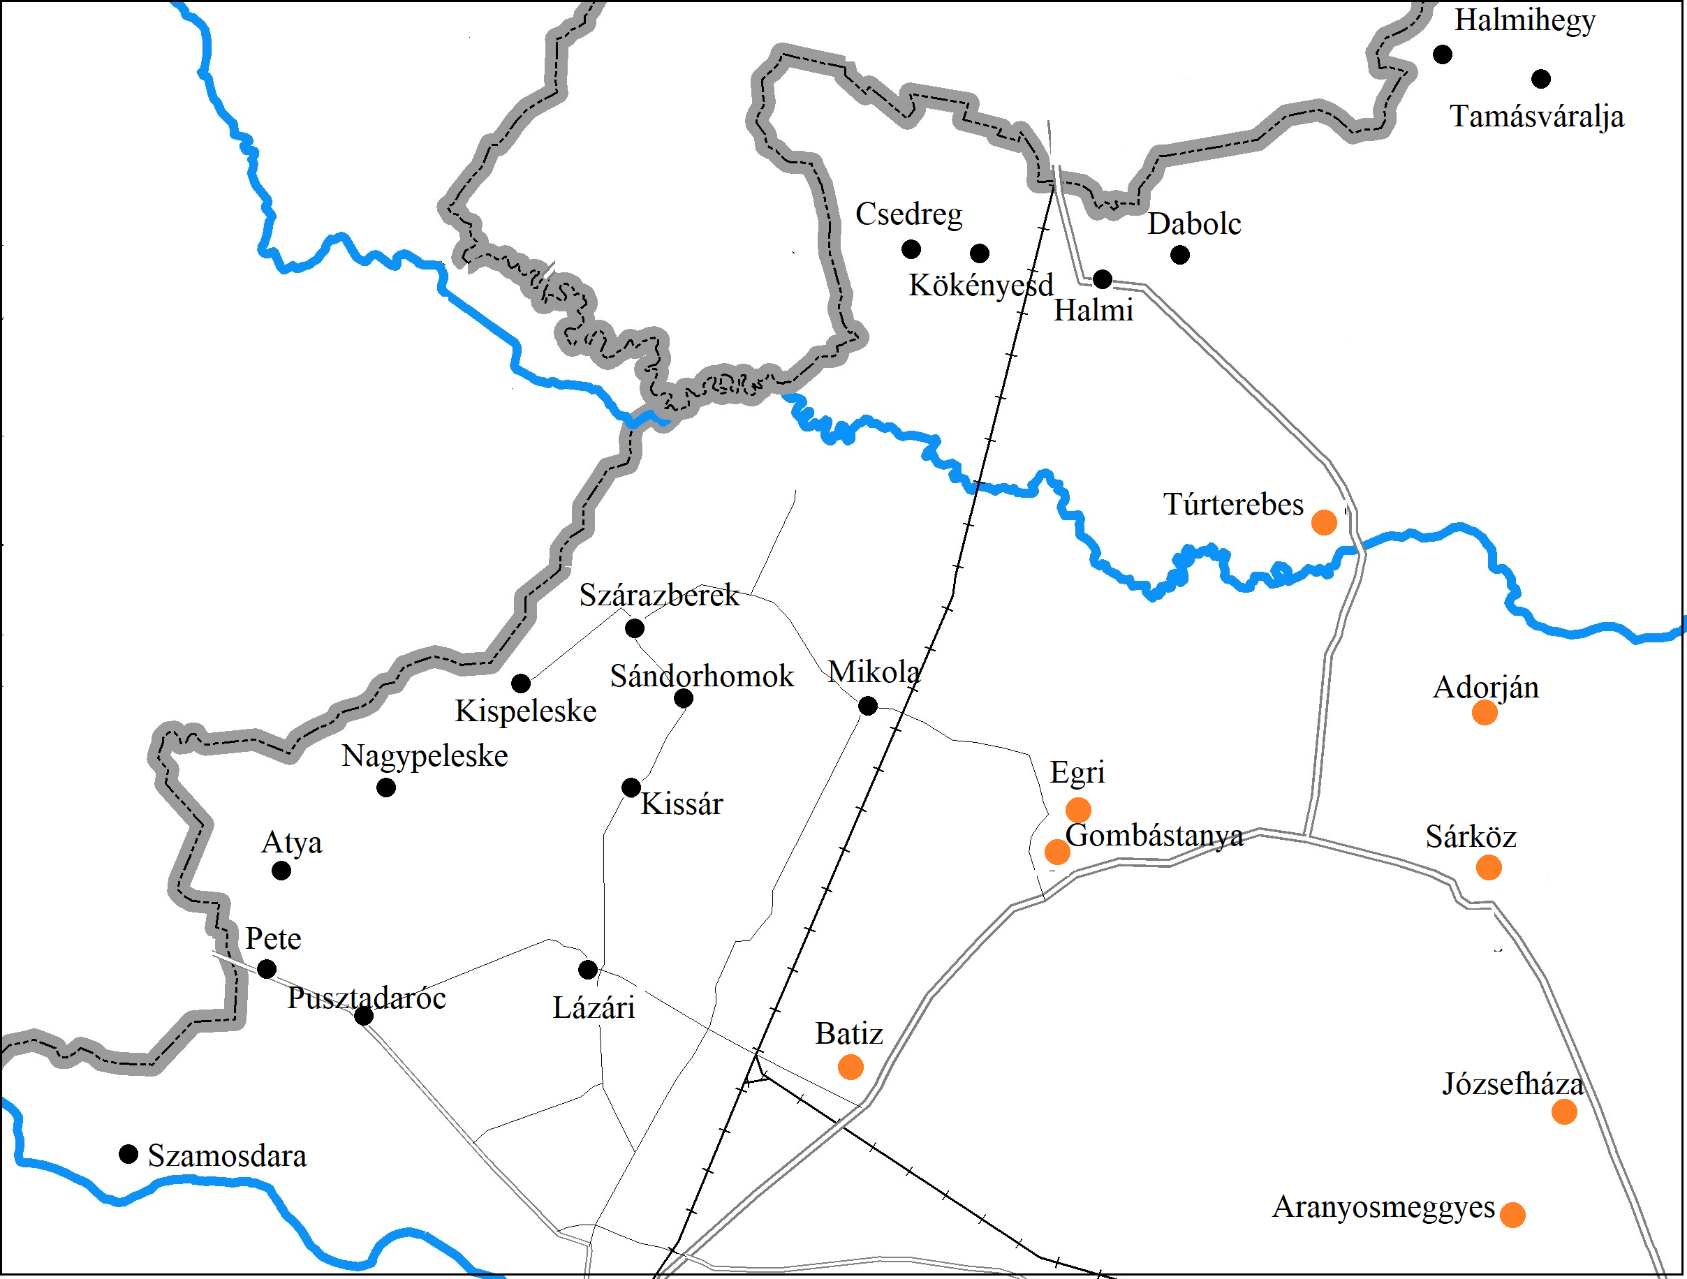 Halmihegy
Tamásváralja
Csedreg
Dabolc
Kökényesd
Halmi
Túrterebes
Szárazberek
Sándorhomok
Mikola
Adorján
Kispeleske
Nagypeleske
Egri
Kissár
Gombástanya
Sárköz
Atya
Pete
Pusztadaróc
Lázári
Batiz
Józsefháza
Szamosdara
Aranyosmeggyes